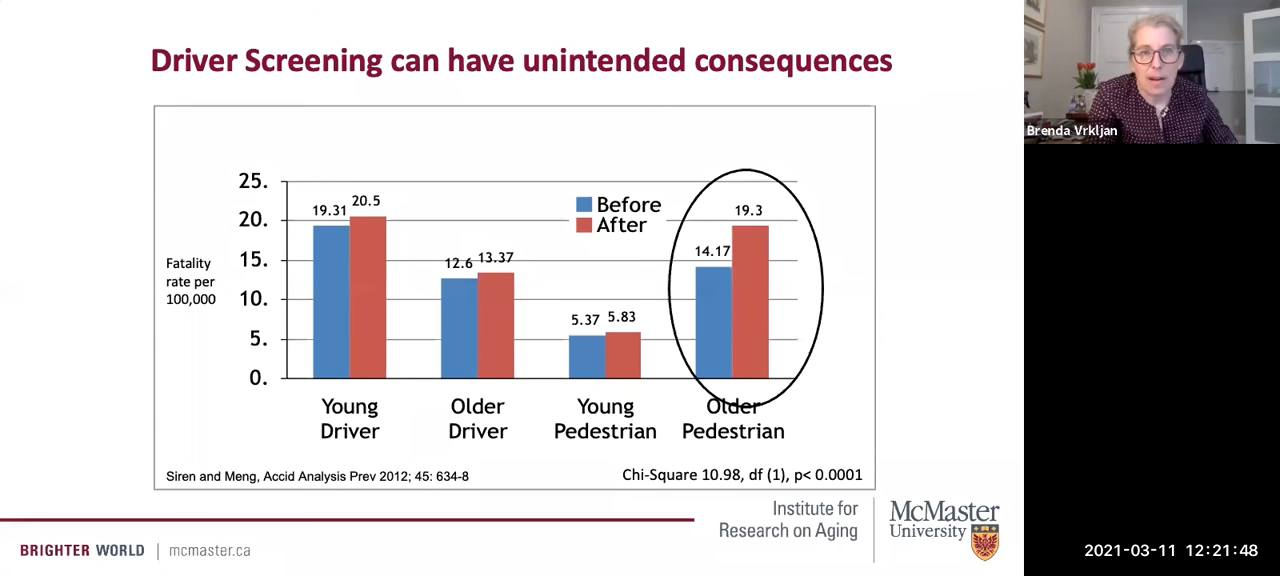 Driver Screening can have unintended consequences
Brenda Vrkljan
25.
20.
15.
10.
5.
0.
Fatality
rate per
100,000
19.31
20.5
12.6
13.37
5.37
5.83
14.17
19.3
Before
After
Young
Driver
Older
Driver
Young
Pedestrian
Older
Pedestrian
Siren and Meng, Accid Analysis Prev 2012; 45: 634-8
Chi-Square 10.98, df (1), p< 0.0001
Institute for
Research on Aging
McMaster
University
BRIGHTER WORLD | mcmaster.ca
2021-03-11 12:21:48